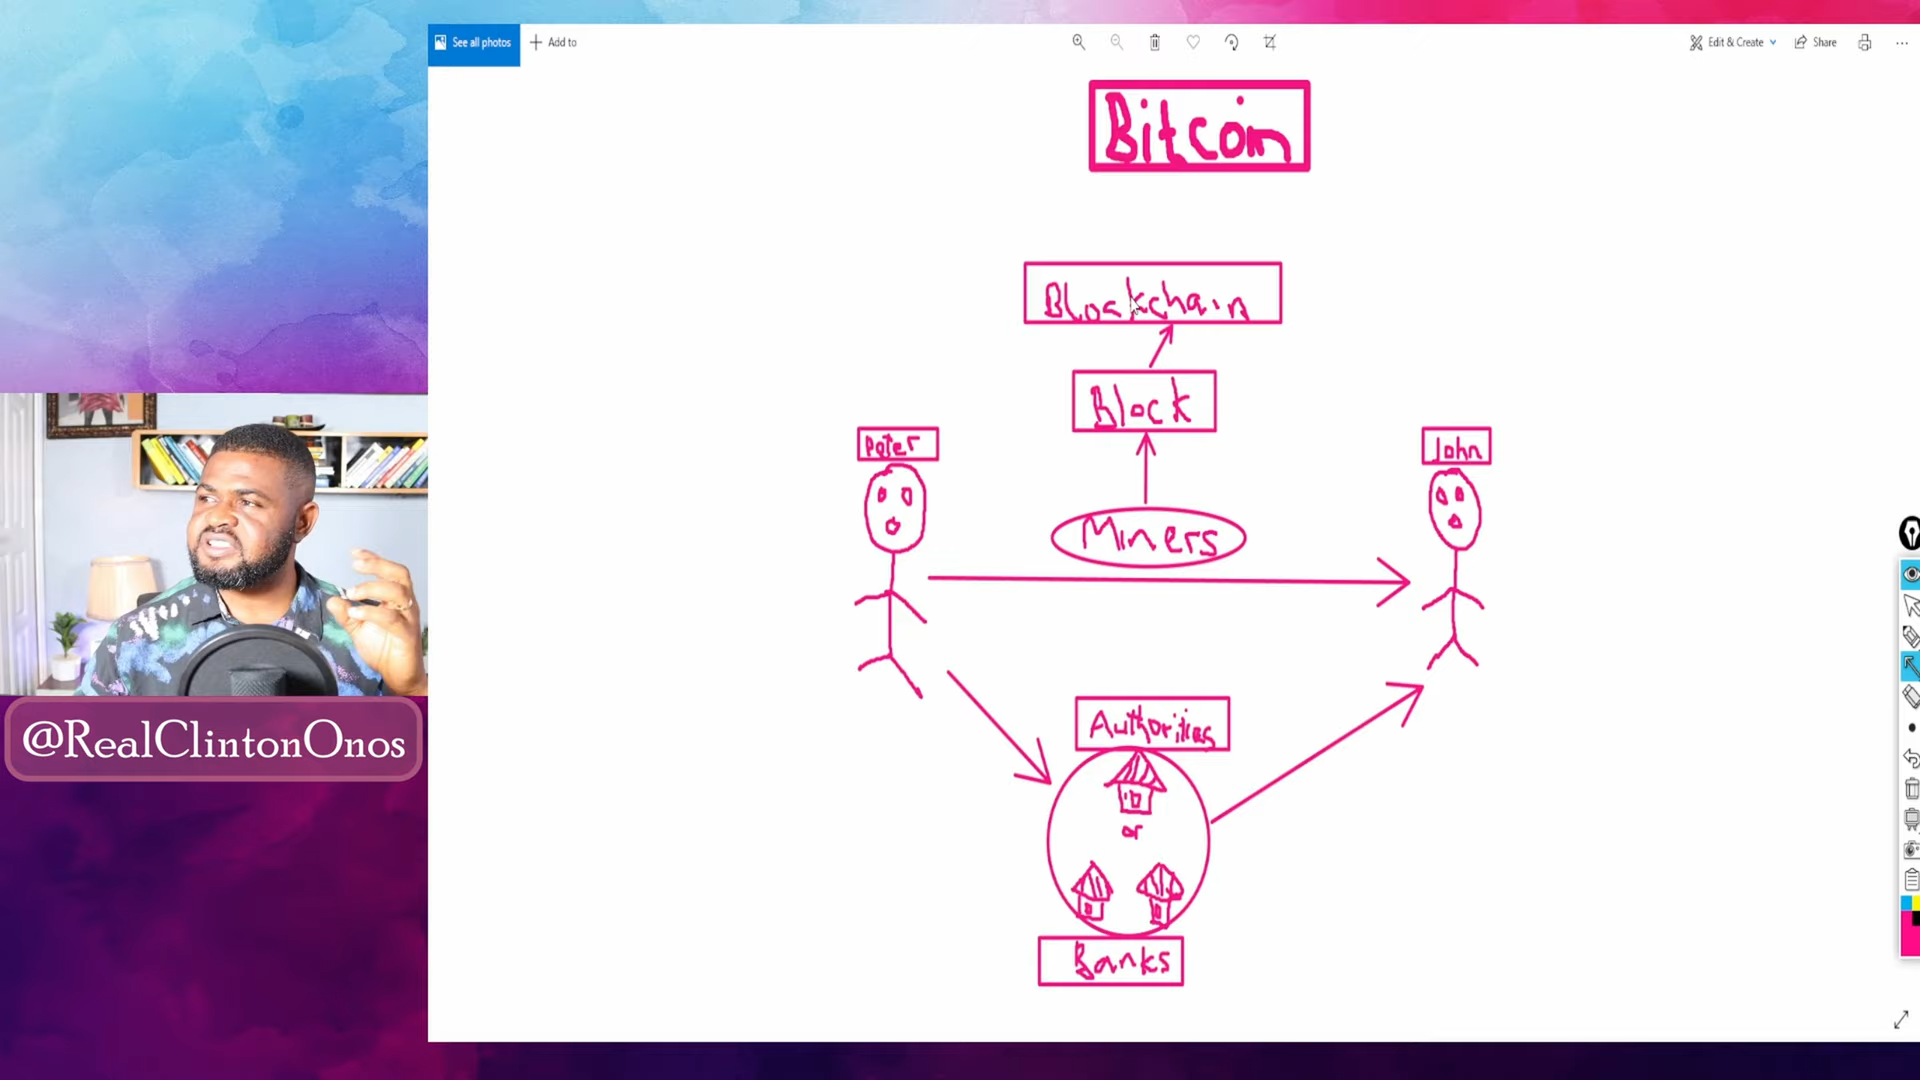 See all photos
Add to
Edit & Create
Share
Bitcoin
Blockchain
Block
Peter
John
Miners
Authorities
or
Banks
@RealClintonOnos